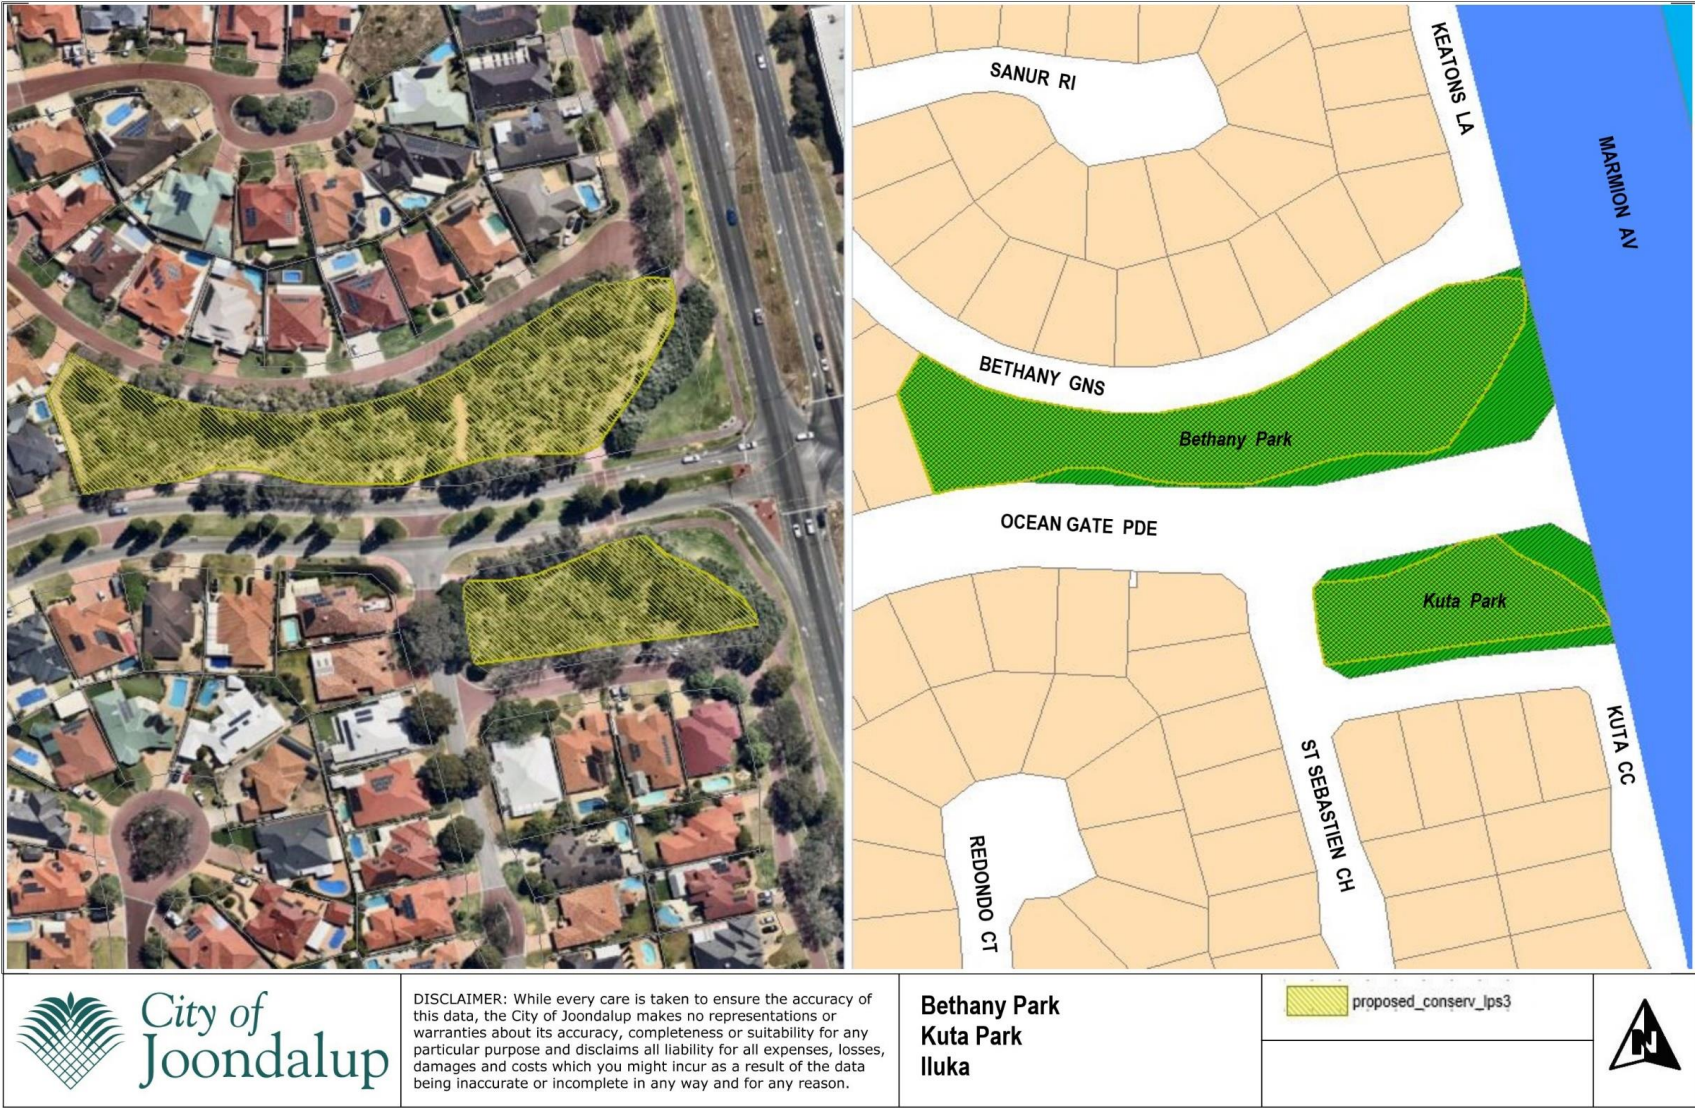 SANUR RI
KEATONS LA
MARMION AV
BETHANY GNS
Bethany Park
OCEAN GATE PDE
Kuta Park
ST SEBASTIEN CH
KUTA CC
REDONDO CT
City of
Joondalup
DISCLAIMER: While every care is taken to ensure the accuracy of
this data, the City of Joondalup makes no representations or
warranties about its accuracy, completeness or suitability for any
particular purpose and disclaims all liability for all expenses, losses,
damages and costs which you might incur as a result of the data
being inaccurate or incomplete in any way and for any reason.
Bethany Park
Kuta Park
Iluka
proposed_conserv_lps3
N